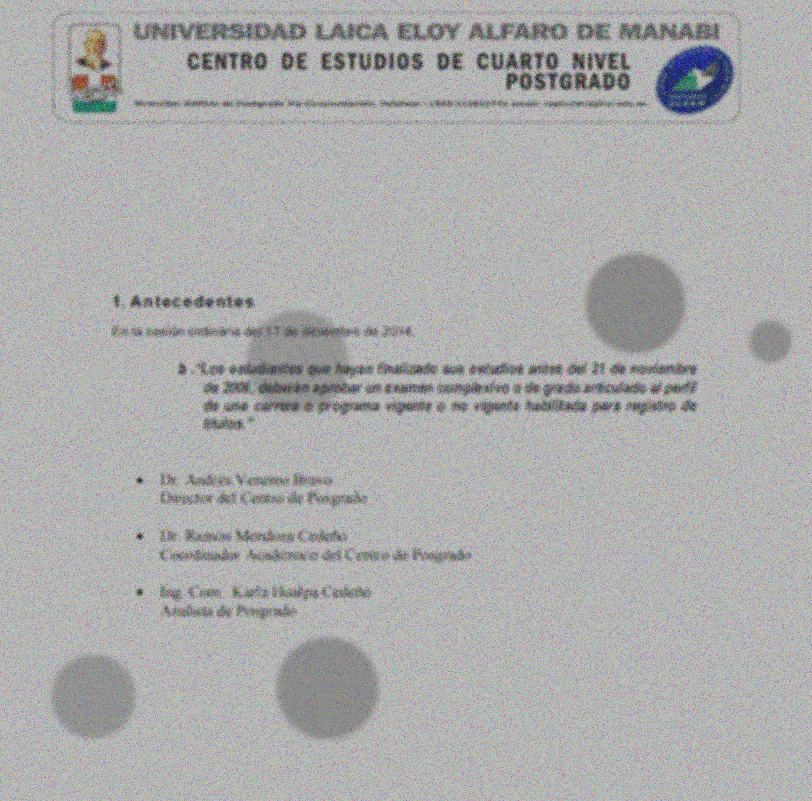 UNIVERSIDAD LAICA ELOY ALFARO DE MANABI
CENTRO DE ESTUDIOS DE CUARTO NIVEL
POSTGRADO
1. Antecedentes
En la sesión ordinaria del 17 de diciembre de 2014,
b .“Los estudiantes que hayan finalizado sus estudios antes del 21 de noviembre
de 2008, deberán aprobar un examen complexivo o de grado articulado al perfil
de una carrera o programa vigente o no vigente habilitada para registro de
títulos.”
• Dr. Andrés Venereo Bravo
Director del Centro de Posgrado
• Dr. Ramón Mendoza Cedeño
Coordinador Académico del Centro de Posgrado
• Ing. Com. Karla Hualpa Cedeño
Analista de Posgrado